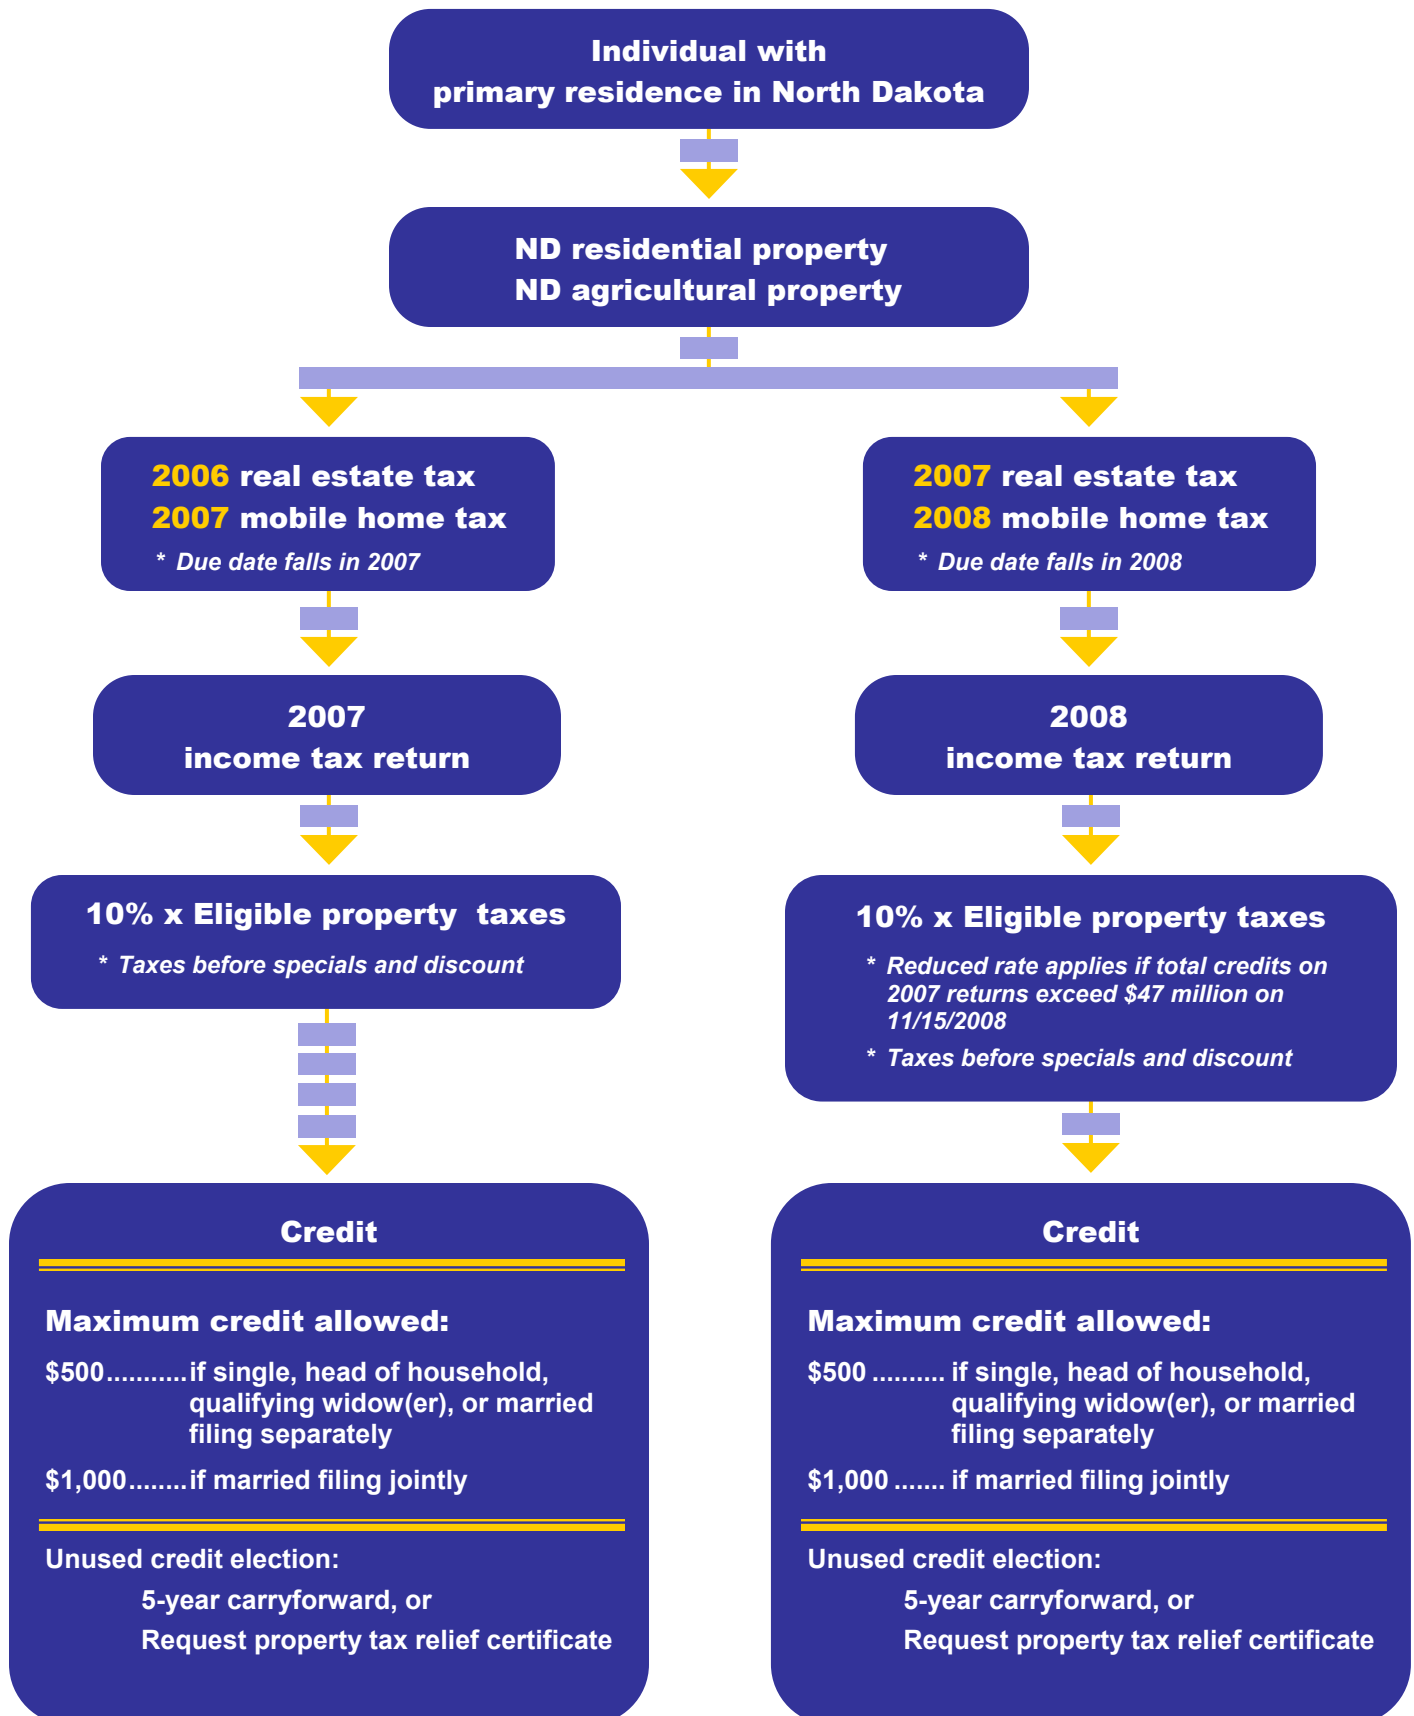 Individual with
primary residence in North Dakota
ND residential property
ND agricultural property
2006 real estate tax
2007 mobile home tax
* Due date falls in 2007
2007
income tax return
10% x Eligible property taxes
* Taxes before specials and discount
Credit
Maximum credit allowed:
$500...........if single, head of household,
qualifying widow(er), or married
filing separately
$1,000........if married filing jointly
Unused credit election:
5-year carryforward, or
Request property tax relief certificate
2007 real estate tax
2008 mobile home tax
* Due date falls in 2008
2008
income tax return
10% x Eligible property taxes
* Reduced rate applies if total credits on
2007 returns exceed $47 million on
11/15/2008
* Taxes before specials and discount
Credit
Maximum credit allowed:
$500 .......... if single, head of household,
qualifying widow(er), or married
filing separately
$1,000 ....... if married filing jointly
Unused credit election:
5-year carryforward, or
Request property tax relief certificate